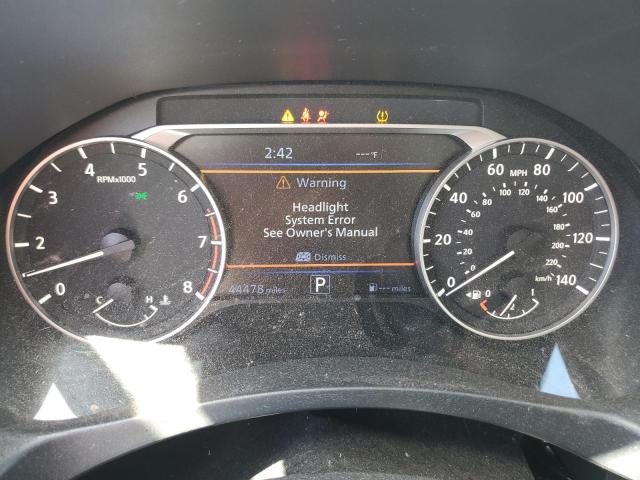 2:42 ---°F
Warning
Headlight
System Error
See Owner's Manual
Dismiss
44478 miles P --- miles
RPMx1000
0 1 2 3 4 5 6 7 8
C H
MPH
0 20 40 60 80 100 120 140
km/h
0 20 40 60 80 100 120 140 160 180 200 220
0 1